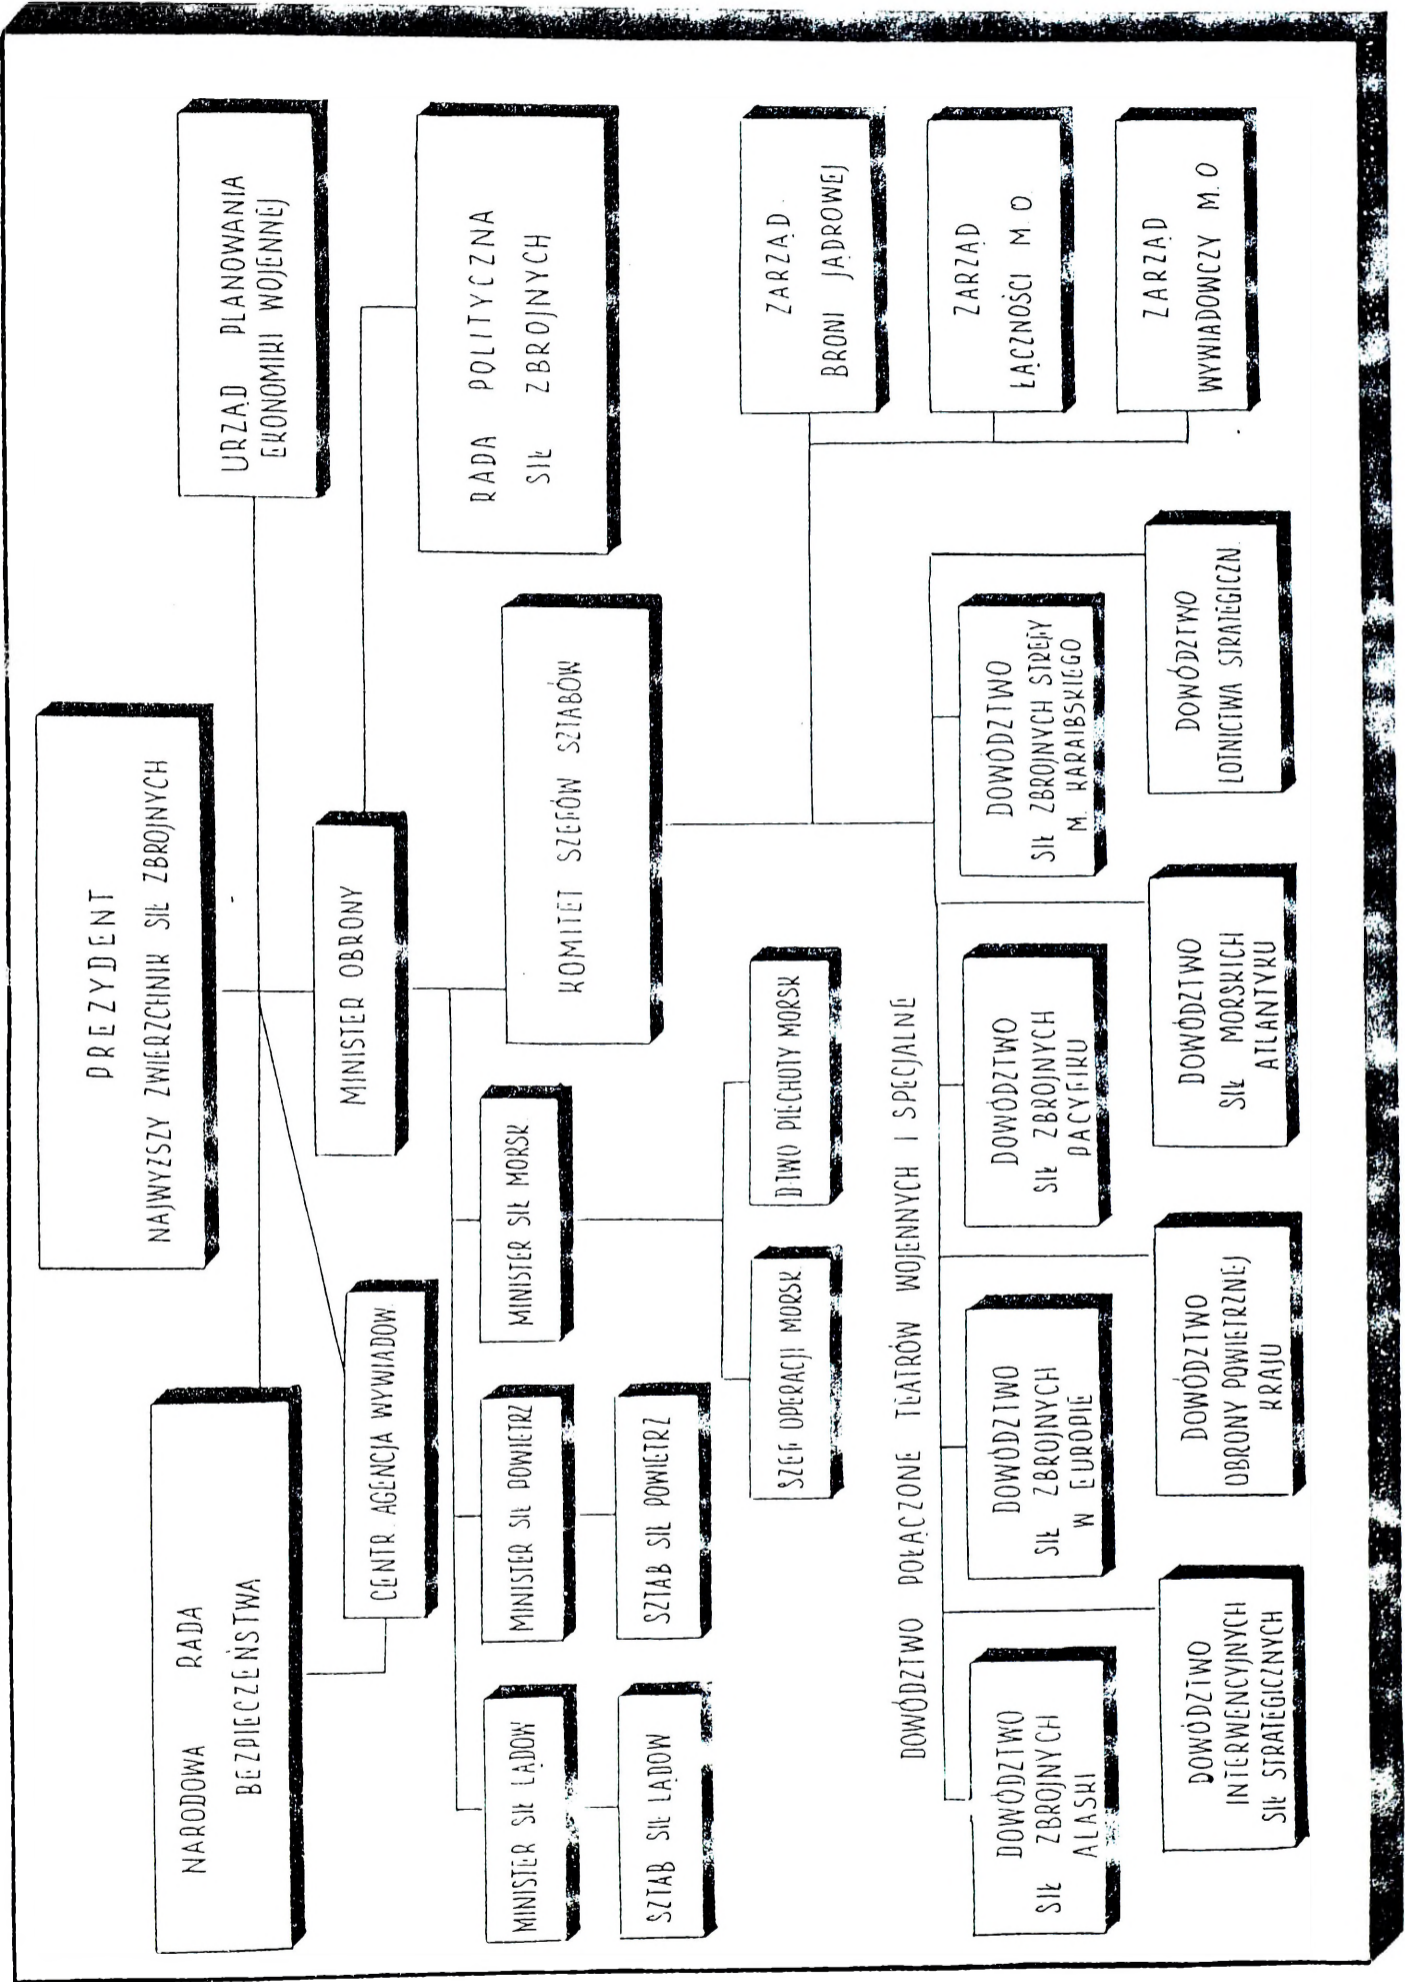 PREZYDENT
NAJWYZSZY ZWIERZCHNIK SIŁ ZBROJNYCH
NARODOWA RADA
BEZPIECZEŃSTWA
URZĄD PLANOWANIA
EKONOMIKI WOJENNEJ
CENTR. AGENCJA WYWIADOW.
MINISTER OBRONY
RADA POLITYCZNA
SIŁ ZBROJNYCH
MINISTER SIŁ LĄDOW
MINISTER SIŁ POWIETRZ
MINISTER SIŁ MORSK
KOMITET SZEFÓW SZTABÓW
SZTAB SIŁ LĄDOW
SZTAB SIŁ POWIETRZ
SZEF OPERACJI MORSK
D-TWO PIECHOTY MORSK
ZARZĄD
BRONI JĄDROWEJ
ZARZĄD
ŁĄCZNOŚCI M.O.
ZARZĄD
WYWIADOWCZY M.O
DOWÓDZTWO POŁĄCZONE TEATRÓW WOJENNYCH I SPECJALNE
DOWÓDZTWO
SIŁ ZBROJNYCH
ALASKI
DOWÓDZTWO
SIŁ ZBROJNYCH
W EUROPIE
DOWÓDZTWO
SIŁ ZBROJNYCH
PACYFIKU
DOWÓDZTWO
SIŁ ZBROJNYCH STREFY
M. KARAIBSKIEGO
DOWÓDZTWO
INTERWENCYJNYCH
SIŁ STRATEGICZNYCH
DOWÓDZTWO
OBRONY POWIETRZNEJ
KRAJU
DOWÓDZTWO
SIŁ MORSKICH
ATLANTYKU
DOWÓDZTWO
LOTNICTWA STRATEGICZN.